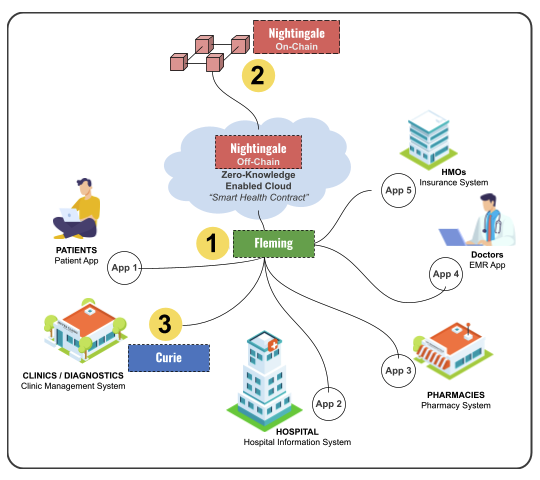 Nightingale
On-Chain
2
Nightingale
Off-Chain
Zero-Knowledge
Enabled Cloud
"Smart Health Contract"
HMOs
Insurance System
App 5
1
Fleming
PATIENTS
Patient App
App 1
Doctors
EMR App
App 4
3
Curie
CLINICS / DIAGNOSTICS
Clinic Management System
App 3
App 2
PHARMACIES
Pharmacy System
HOSPITAL
Hospital Information System